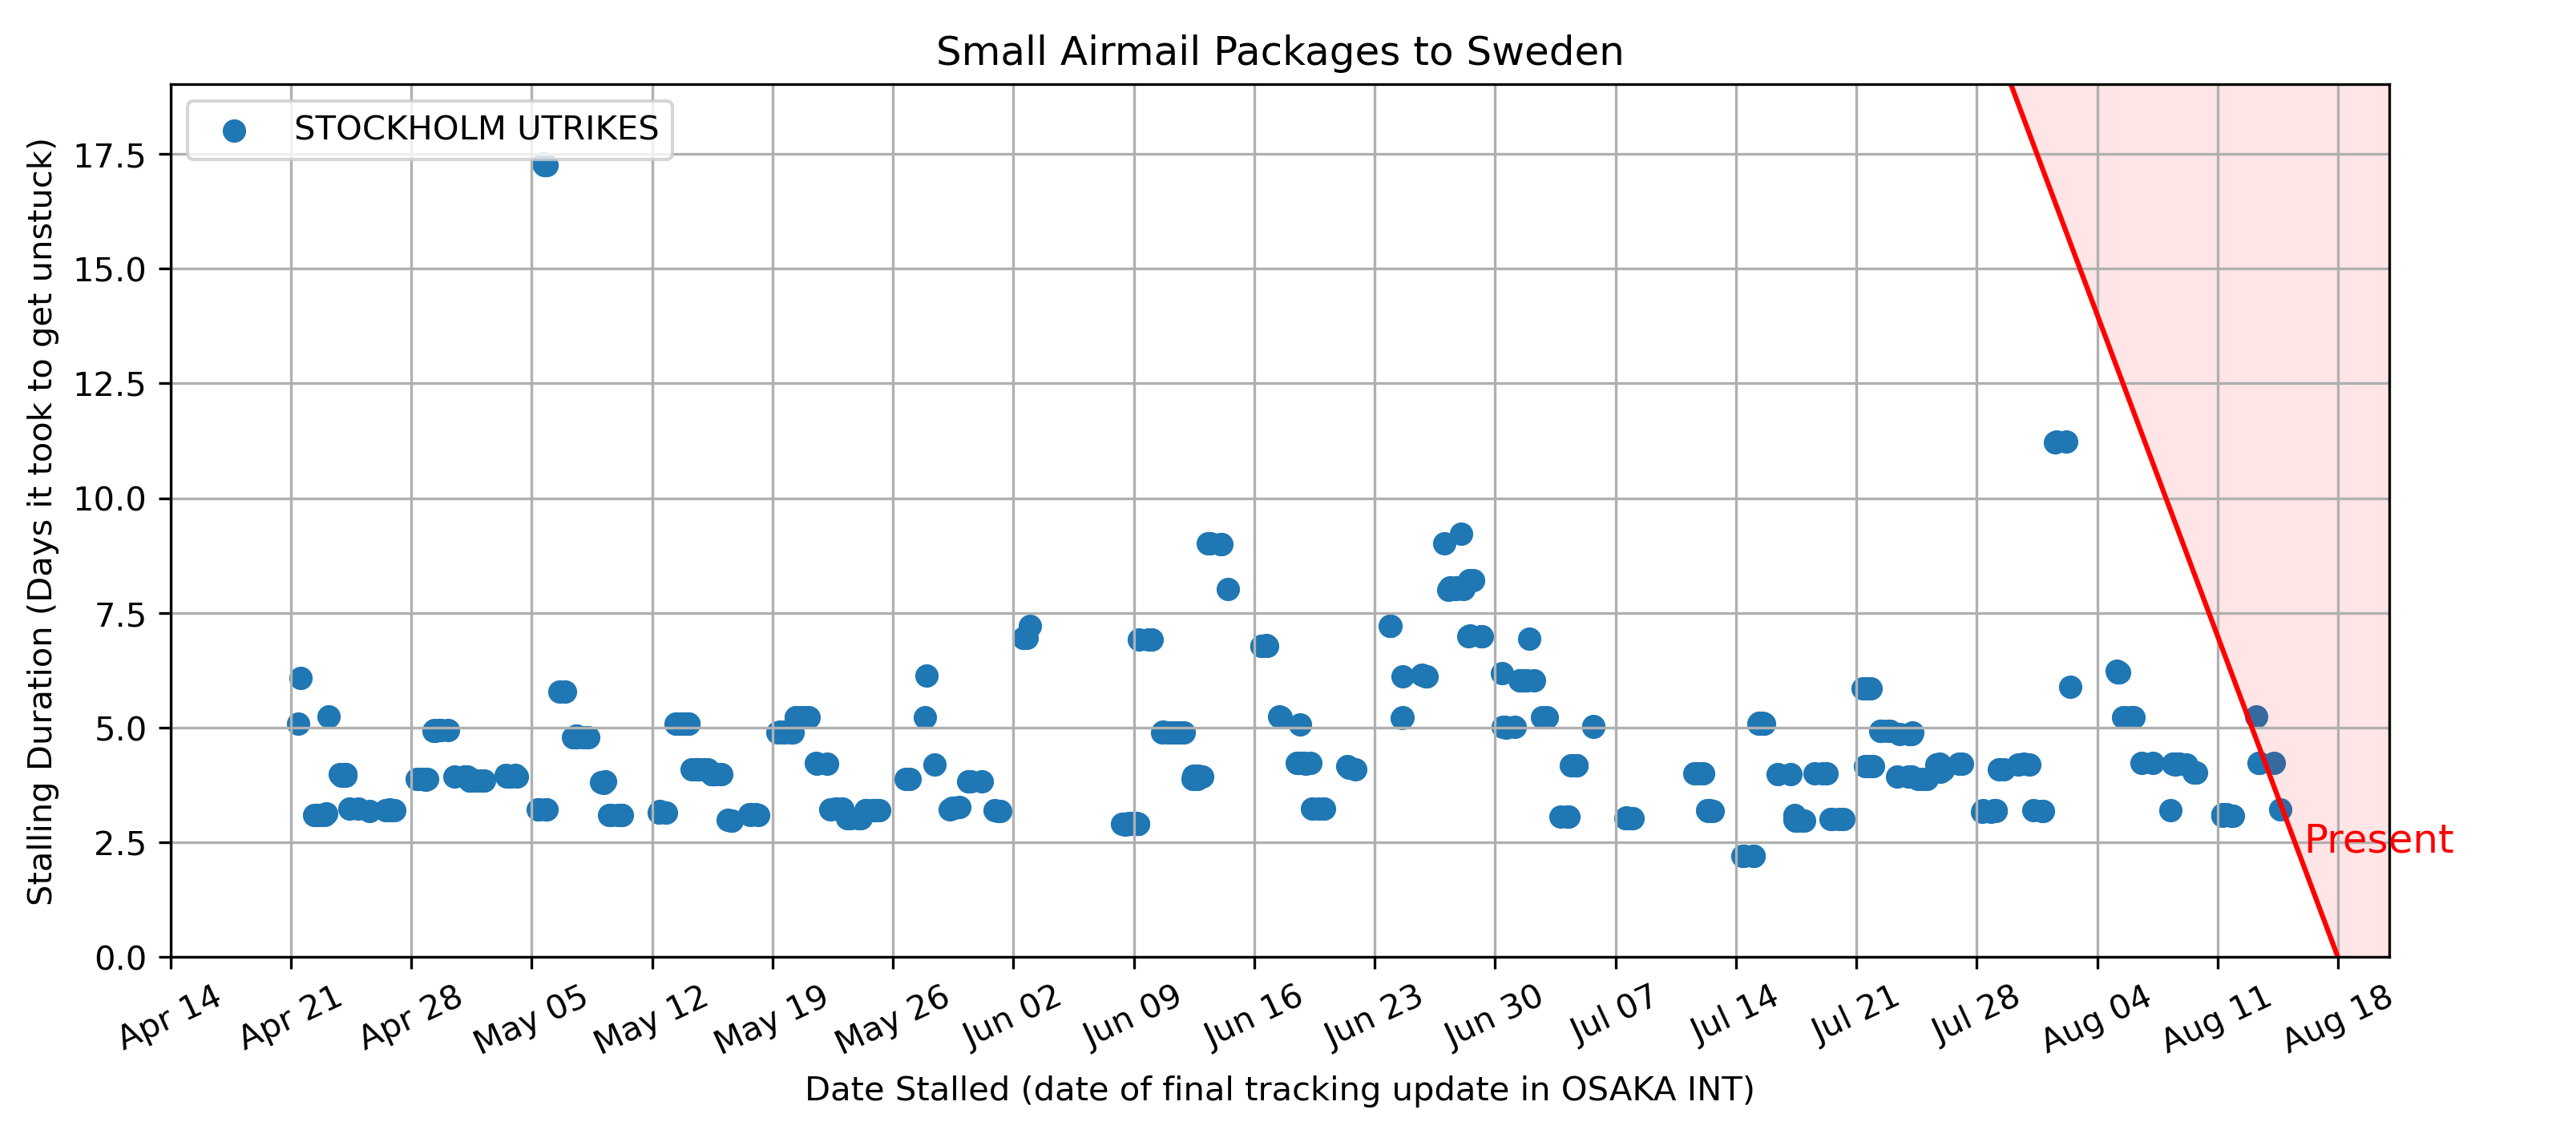 Small Airmail Packages to Sweden
STOCKHOLM UTRIKES
Stalling Duration (Days it took to get unstuck)
17.5
15.0
12.5
10.0
7.5
5.0
2.5
0.0
Present
Apr 14
Apr 21
Apr 28
May 05
May 12
May 19
May 26
Jun 02
Jun 09
Jun 16
Jun 23
Jun 30
Jul 07
Jul 14
Jul 21
Jul 28
Aug 04
Aug 11
Aug 18
Date Stalled (date of final tracking update in OSAKA INT)